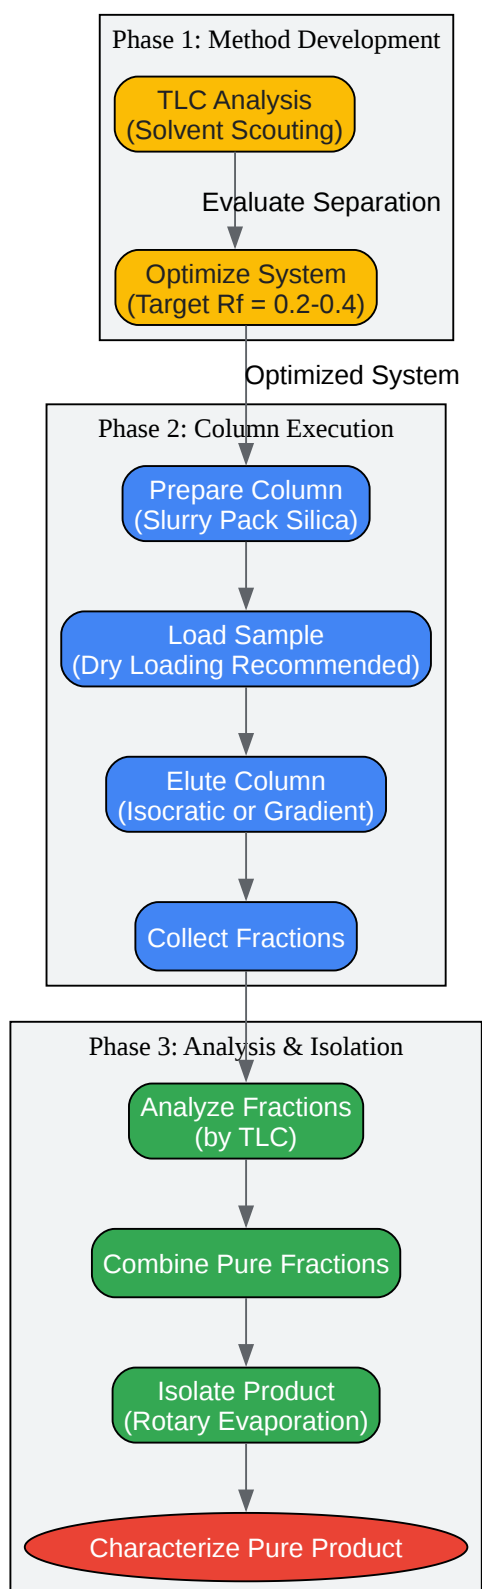 Phase 1: Method Development
TLC Analysis
(Solvent Scouting)
Evaluate Separation
Optimize System
(Target Rf = 0.2-0.4)
Optimized System
Phase 2: Column Execution
Prepare Column
(Slurry Pack Silica)
Load Sample
(Dry Loading Recommended)
Elute Column
(Isocratic or Gradient)
Collect Fractions
Phase 3: Analysis & Isolation
Analyze Fractions
(by TLC)
Combine Pure Fractions
Isolate Product
(Rotary Evaporation)
Characterize Pure Product